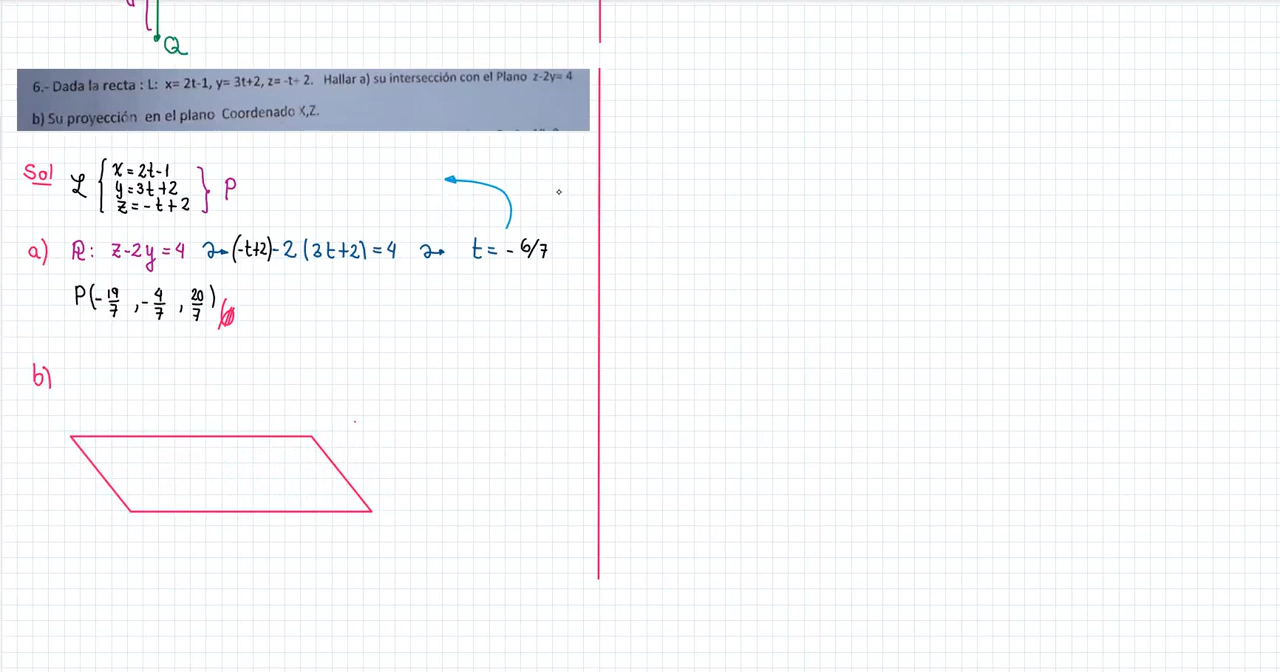 Q
6.- Dada la recta : L: x= 2t-1, y= 3t+2, z= -t+ 2. Hallar a) su intersección con el Plano z-2y= 4
b) Su proyección en el plano Coordenado X,Z.
Sol
L { x = 2t-1
y = 3t+2
z = -t+2 } P
a) P: z-2y = 4 → (-t+2)-2(3t+2) = 4 → t = -6/7
P(-19/7, -4/7, 20/7)
b)